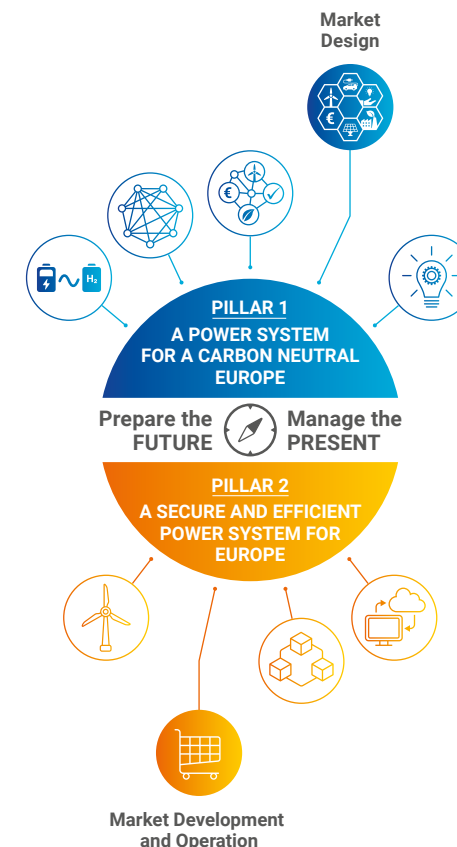 Market
Design
€
€
H₂
PILLAR 1
A POWER SYSTEM
FOR A CARBON NEUTRAL
EUROPE
Prepare the
FUTURE
Manage the
PRESENT
PILLAR 2
A SECURE AND EFFICIENT
POWER SYSTEM FOR
EUROPE
Market Development
and Operation